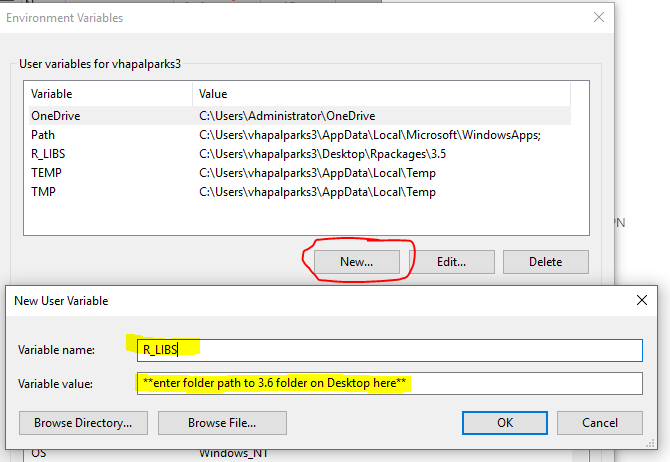 Environment Variables
User variables for vhapalparks3
Variable Value
OneDrive C:\Users\Administrator\OneDrive
Path C:\Users\vhapalparks3\AppData\Local\Microsoft\WindowsApps;
R_LIBS C:\Users\vhapalparks3\Desktop\Rpackages\3.5
TEMP C:\Users\vhapalparks3\AppData\Local\Temp
TMP C:\Users\vhapalparks3\AppData\Local\Temp
PN
New... Edit... Delete
New User Variable
Variable name: R_LIBS
Variable value: **enter folder path to 3.6 folder on Desktop here**
Browse Directory... Browse File... OK Cancel
OS Windows_NT